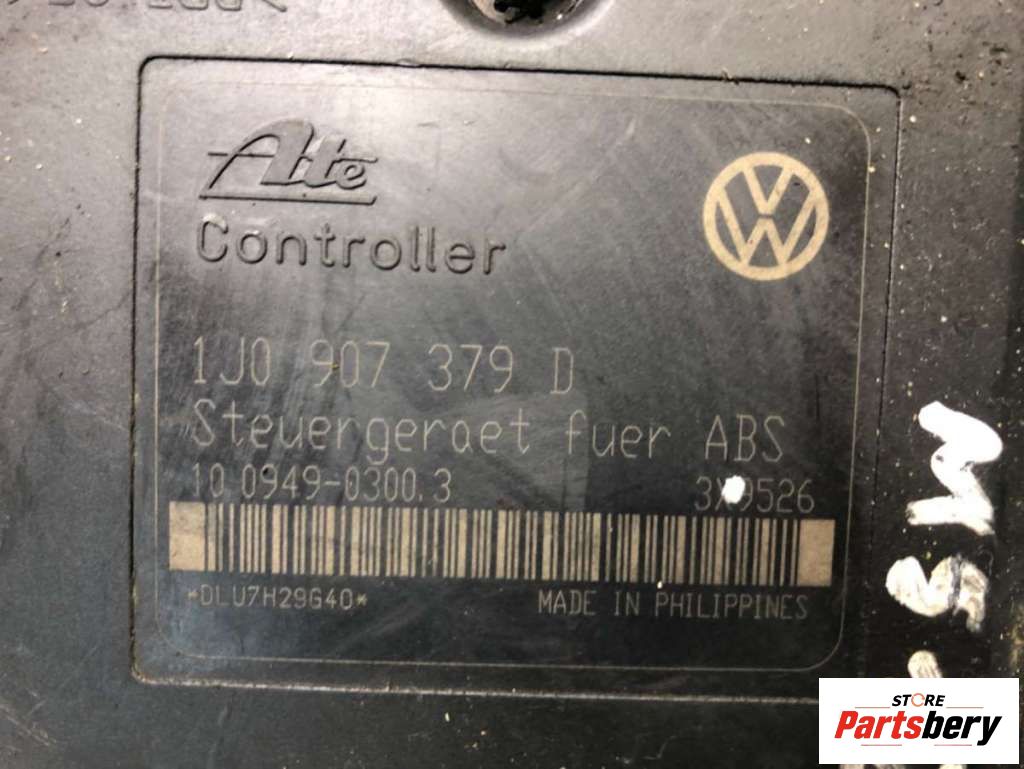 Ate
Controller
1J0 907 379 D
Steuergeraet fuer ABS
10.0949-0300.3
3X9526
*DLU7H29G40*
MADE IN PHILIPPINES
STORE
Partsbery